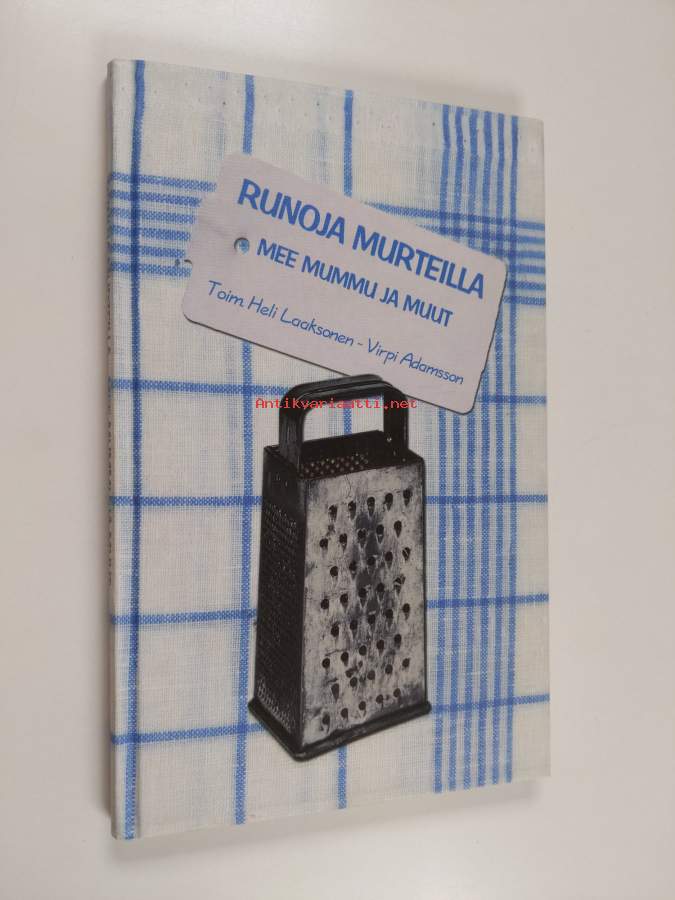 RUNOJA MURTEILLA
MEE MUMMU JA MUUT
Toim. Heli Laaksonen - Virpi Adamsson
Antikvariaatti.net